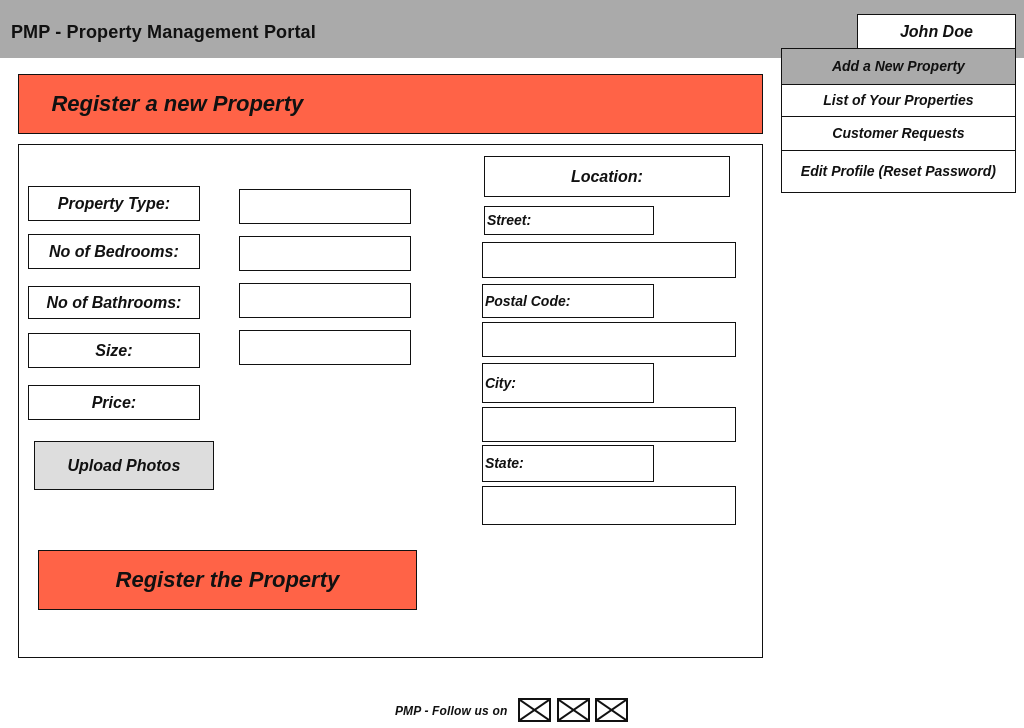 PMP - Property Management Portal
John Doe
Add a New Property
List of Your Properties
Customer Requests
Edit Profile (Reset Password)
Register a new Property
Property Type:
No of Bedrooms:
No of Bathrooms:
Size:
Price:
Upload Photos
Location:
Street:
Postal Code:
City:
State:
Register the Property
PMP - Follow us on